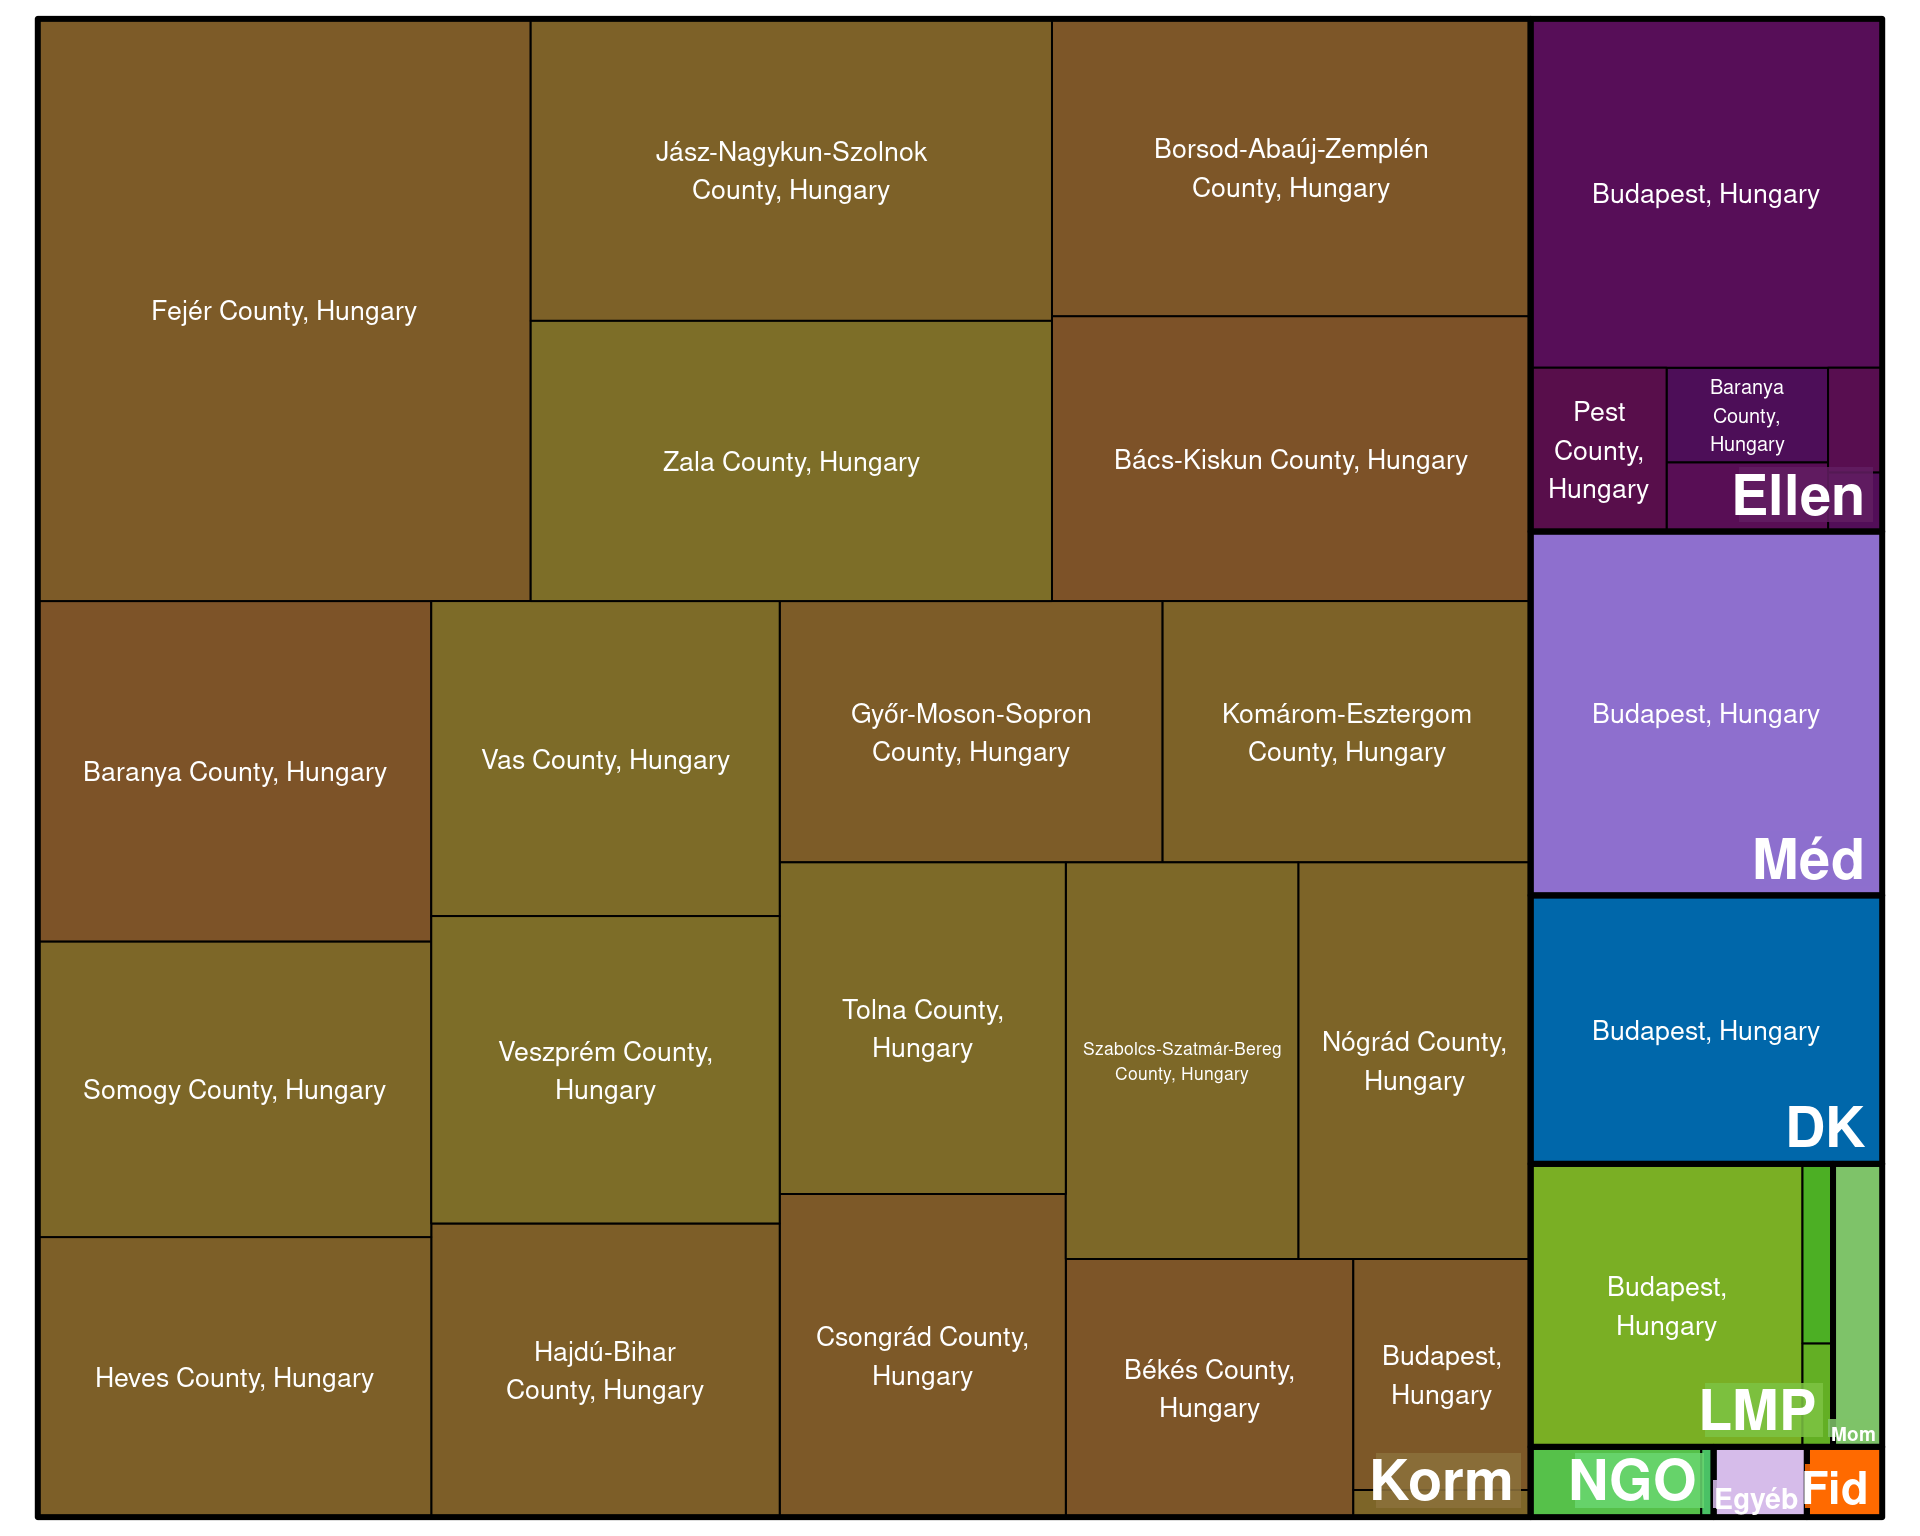 Fejér County, Hungary
Jász-Nagykun-Szolnok
County, Hungary
Zala County, Hungary
Borsod-Abaúj-Zemplén
County, Hungary
Bács-Kiskun County, Hungary
Baranya County, Hungary
Somogy County, Hungary
Heves County, Hungary
Vas County, Hungary
Veszprém County,
Hungary
Hajdú-Bihar
County, Hungary
Győr-Moson-Sopron
County, Hungary
Komárom-Esztergom
County, Hungary
Tolna County,
Hungary
Csongrád County,
Hungary
Szabolcs-Szatmár-Bereg
County, Hungary
Nógrád County,
Hungary
Békés County,
Hungary
Budapest,
Hungary
Korm
Budapest, Hungary
Pest
County,
Hungary
Baranya
County,
Hungary
Ellen
Budapest, Hungary
Méd
Budapest, Hungary
DK
Budapest,
Hungary
LMP
Mom
NGO
Egyéb
Fid